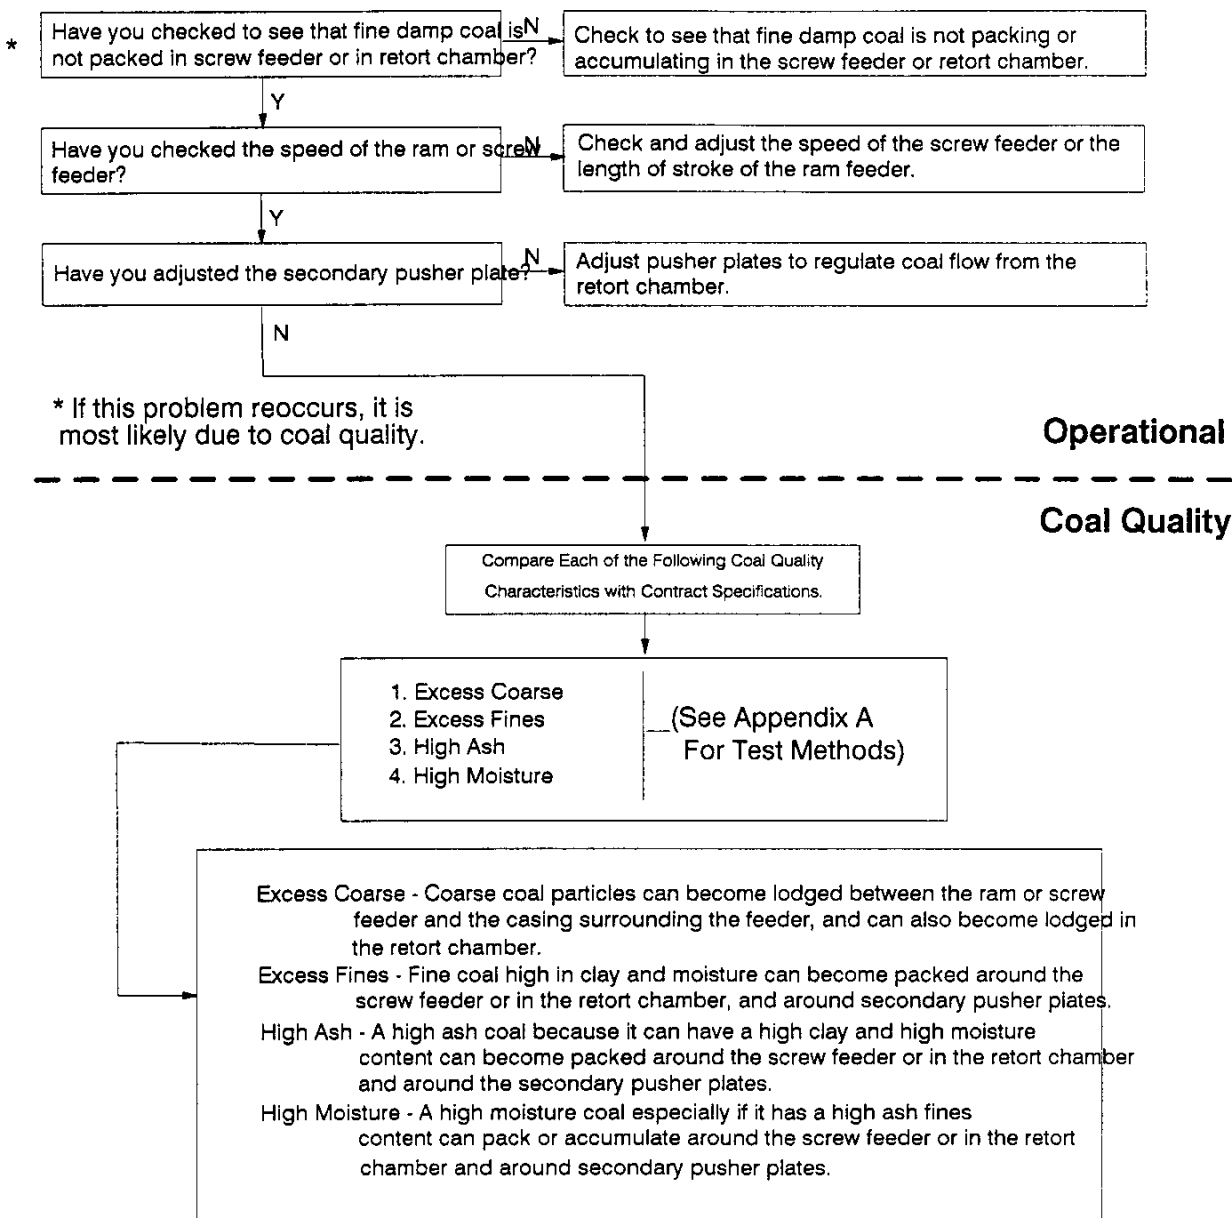 *
Have you checked to see that fine damp coal is
not packed in screw feeder or in retort chamber?
N
Check to see that fine damp coal is not packing or
accumulating in the screw feeder or retort chamber.
Y
Have you checked the speed of the ram or screw
feeder?
N
Check and adjust the speed of the screw feeder or the
length of stroke of the ram feeder.
Y
Have you adjusted the secondary pusher plate?
N
Adjust pusher plates to regulate coal flow from the
retort chamber.
N
* If this problem reoccurs, it is
most likely due to coal quality.
Operational
Coal Quality
Compare Each of the Following Coal Quality
Characteristics with Contract Specifications.
1. Excess Coarse
2. Excess Fines
3. High Ash
4. High Moisture
(See Appendix A
For Test Methods)
Excess Coarse - Coarse coal particles can become lodged between the ram or screw
feeder and the casing surrounding the feeder, and can also become lodged in
the retort chamber.
Excess Fines - Fine coal high in clay and moisture can become packed around the
screw feeder or in the retort chamber, and around secondary pusher plates.
High Ash - A high ash coal because it can have a high clay and high moisture
content can become packed around the screw feeder or in the retort chamber
and around the secondary pusher plates.
High Moisture - A high moisture coal especially if it has a high ash fines
content can pack or accumulate around the screw feeder or in the retort
chamber and around secondary pusher plates.